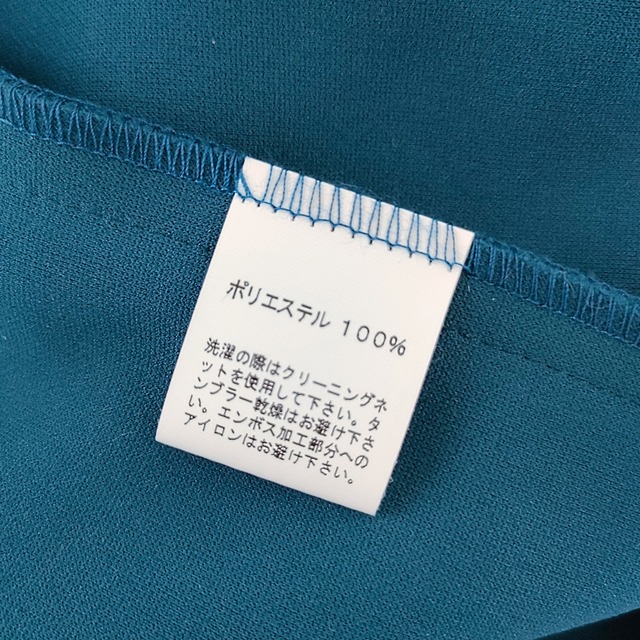 ポリエステル 100%
洗濯の際はクリーニングネ
ットを使用して下さい。タ
ンブラー乾燥はお避け下さ
い。エンボス加工部分への
アイロンはお避け下さい。